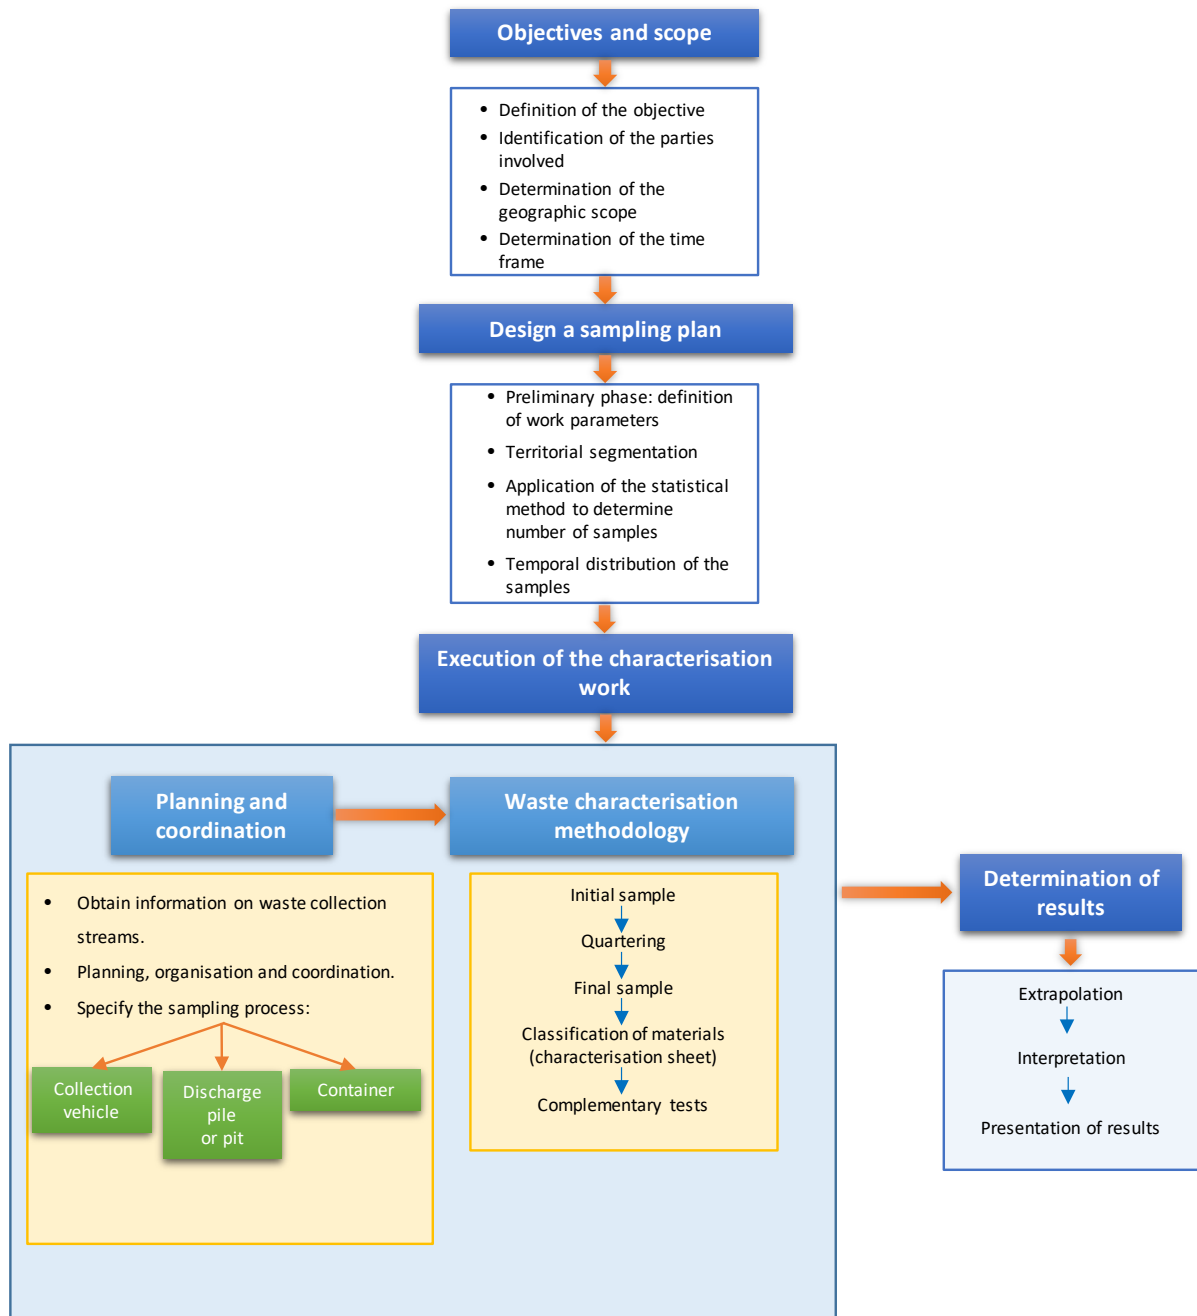 Objectives and scope
• Definition of the objective
• Identification of the parties
involved
• Determination of the
geographic scope
• Determination of the time
frame
Design a sampling plan
• Preliminary phase: definition
of work parameters
• Territorial segmentation
• Application of the statistical
method to determine
number of samples
• Temporal distribution of the
samples
Execution of the characterisation
work
Planning and
coordination
• Obtain information on waste collection
streams.
• Planning, organisation and coordination.
• Specify the sampling process:
Collection
vehicle
Discharge
pile
or pit
Container
Waste characterisation
methodology
Initial sample
Quartering
Final sample
Classification of materials
(characterisation sheet)
Complementary tests
Determination of
results
Extrapolation
Interpretation
Presentation of results